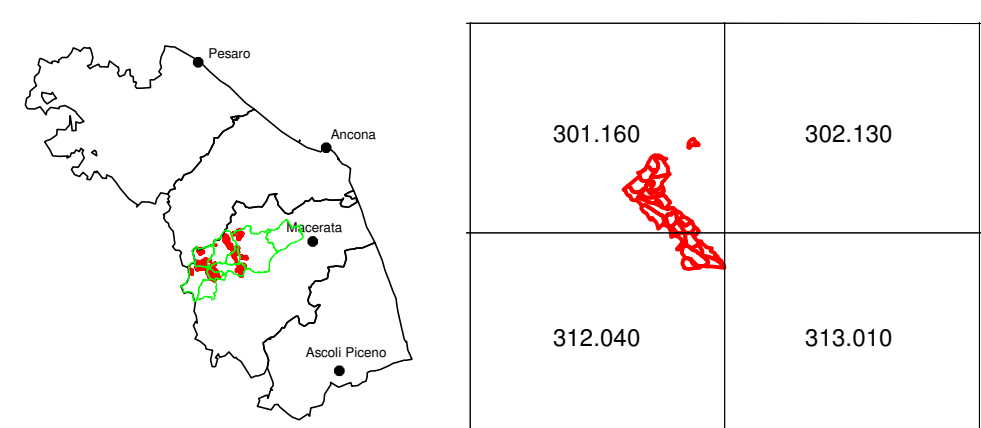 Pesaro
Ancona
Macerata
Ascoli Piceno
301.160
302.130
312.040
313.010